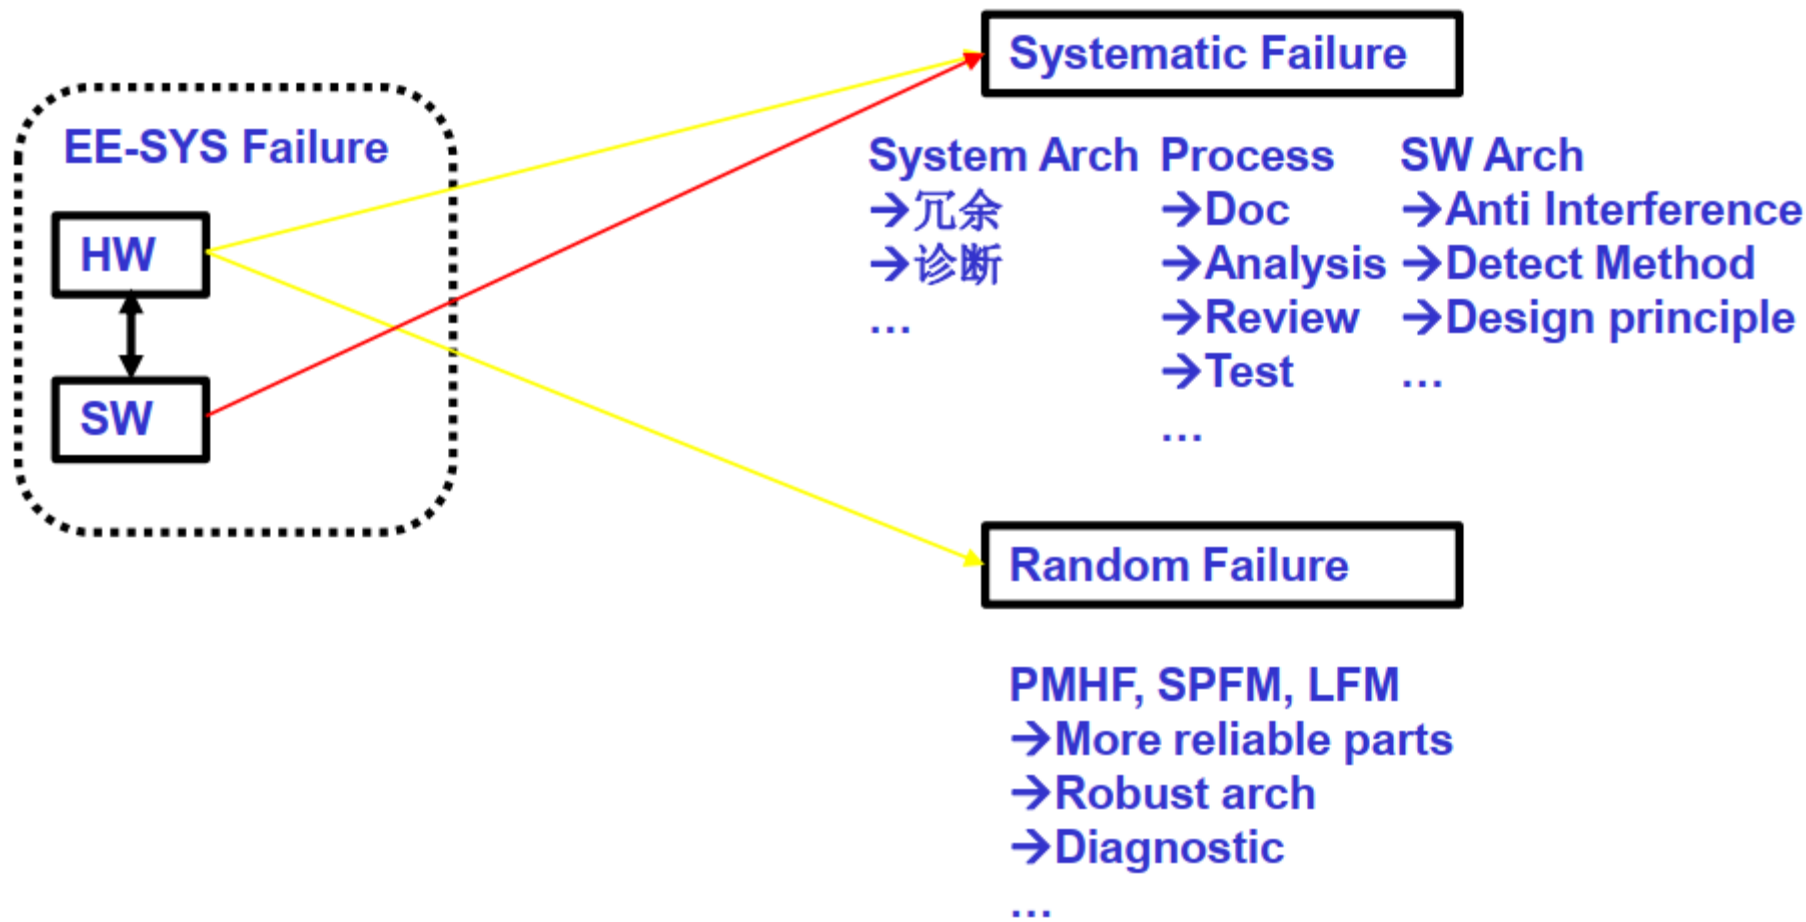 EE-SYS Failure
HW
SW
Systematic Failure
System Arch
→冗余
→诊断
...
Process
→Doc
→Analysis
→Review
→Test
...
SW Arch
→Anti Interference
→Detect Method
→Design principle
...
Random Failure
PMHF, SPFM, LFM
→More reliable parts
→Robust arch
→Diagnostic
...